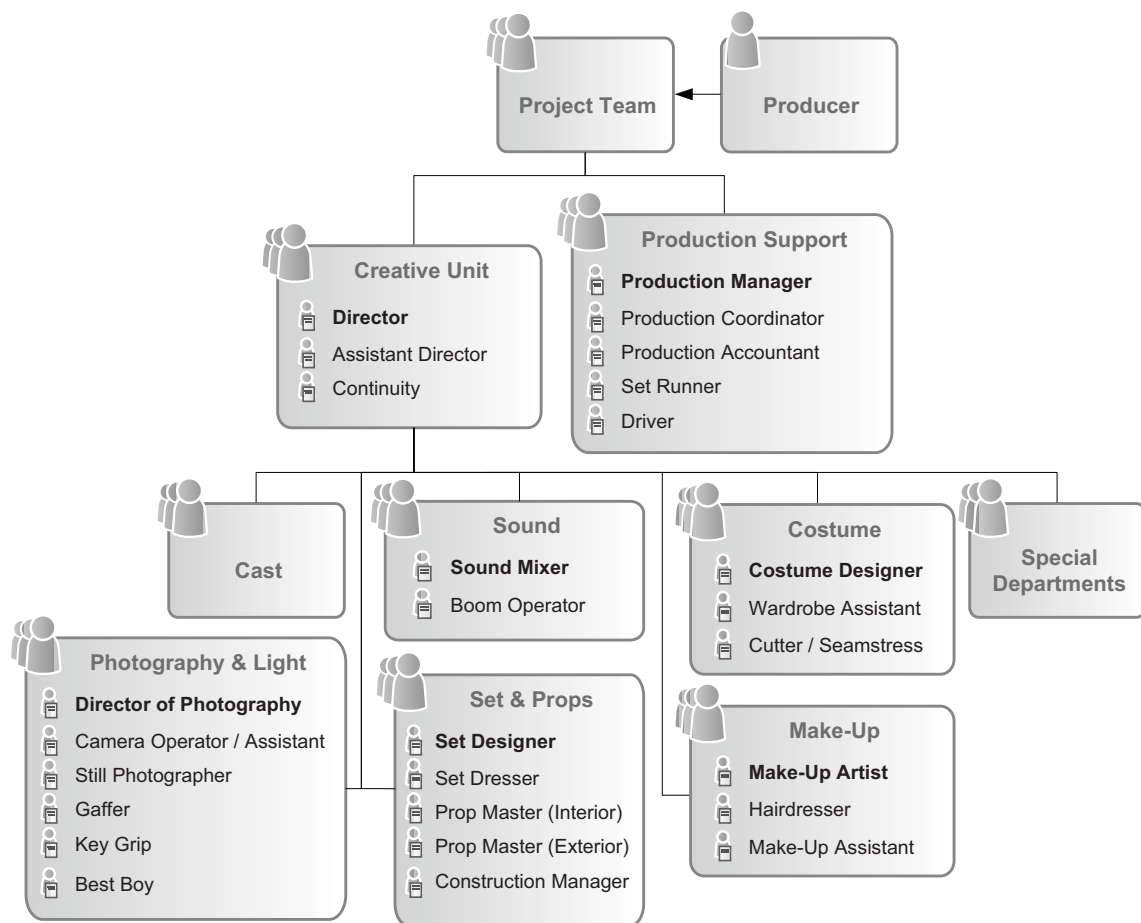 Project Team
Producer
Creative Unit
Director
Assistant Director
Continuity
Production Support
Production Manager
Production Coordinator
Production Accountant
Set Runner
Driver
Cast
Sound
Sound Mixer
Boom Operator
Costume
Costume Designer
Wardrobe Assistant
Cutter / Seamstress
Special
Departments
Photography & Light
Director of Photography
Camera Operator / Assistant
Still Photographer
Gaffer
Key Grip
Best Boy
Set & Props
Set Designer
Set Dresser
Prop Master (Interior)
Prop Master (Exterior)
Construction Manager
Make-Up
Make-Up Artist
Hairdresser
Make-Up Assistant